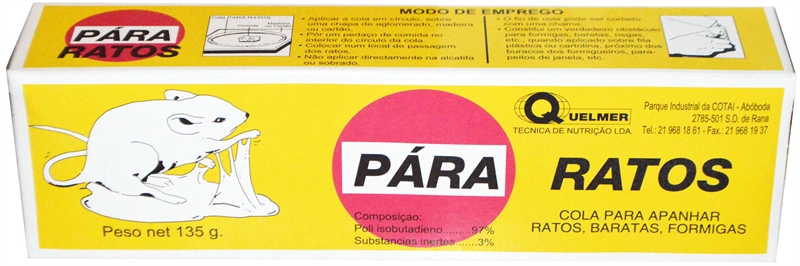 PÁRA
RATOS
Cola PARA RATOS
MODO DE EMPREGO
• Aplicar a cola em círculo, sobre
uma chapa de aglomerado, madeira
ou cartão.
• Pôr um pedaço de comida no
interior do círculo da cola.
• Colocar num local de passagem
dos ratos.
• Não aplicar directamente na alcatifa
ou sobrado.
• O fio de cola pode ser cortado
com uma chama.
• Constitui um verdadeiro obstáculo
para formigas, baratas, osgas,
etc., quando aplicado sobre fita
plástica ou cartolina, próximo dos
buracos dos formigueiros, para-
peitos de janela, etc.
QUELMER
TECNICA DE NUTRIÇÃO LDA.
Parque Industrial da COTAI - Abóboda
2785-501 S.D. de Rana
Tel.: 21 968 18 61 - Fax.: 21 968 19 37
PÁRA
RATOS
COLA PARA APANHAR
RATOS, BARATAS, FORMIGAS
Composiçao:
Poli isobutadieno ........97%
Substancias inertes ......3%
Peso net 135 g.